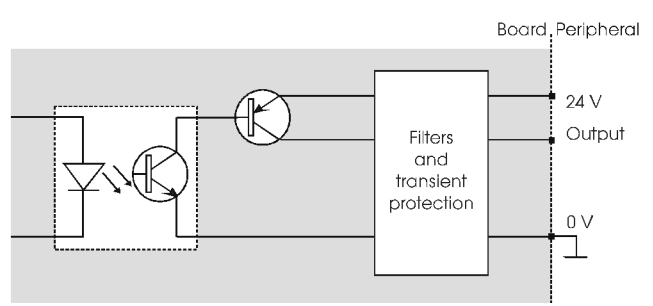 Board Peripheral
24 V
Output
Filters
and
transient
protection
0 V